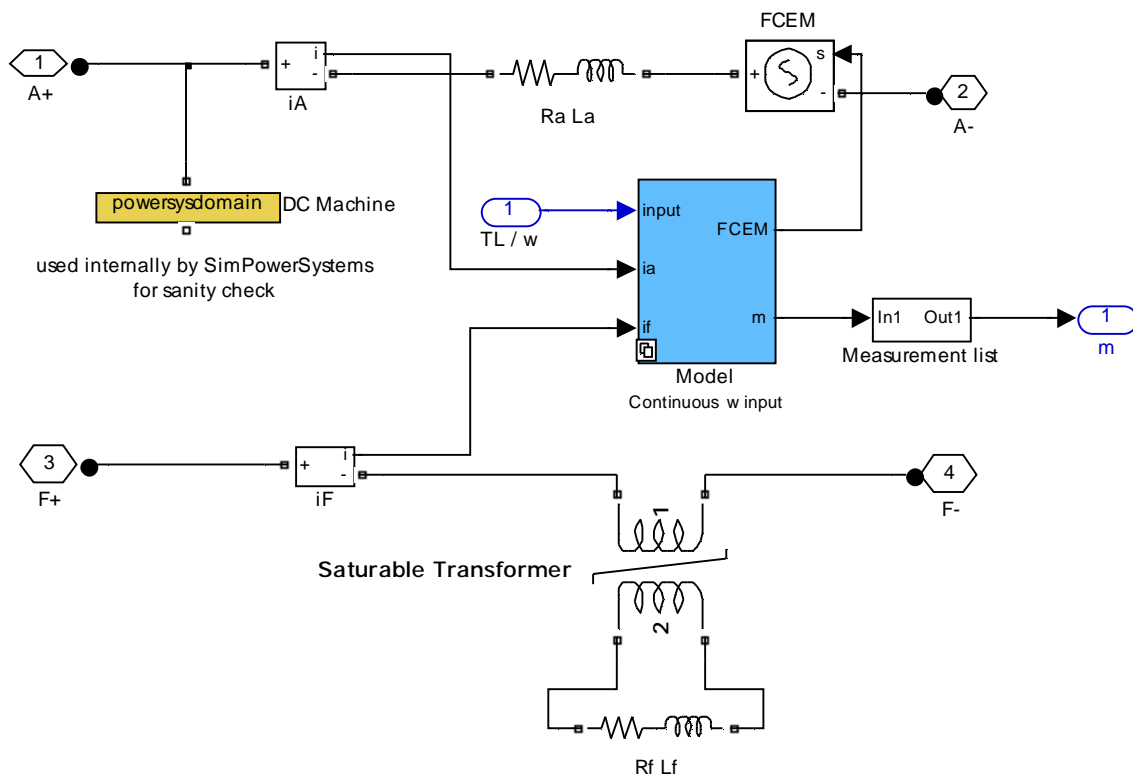 FCEM
1
A+
+
i
-
iA
Ra La
+
s
-
2
A-
powersysdomain
DC Machine
used internally by SimPowerSystems
for sanity check
1
TL / w
input
ia
if
FCEM
m
Model
Continuous w input
In1 Out1
Measurement list
1
m
3
F+
+
i
-
iF
4
F-
1
Saturable Transformer
2
Rf Lf